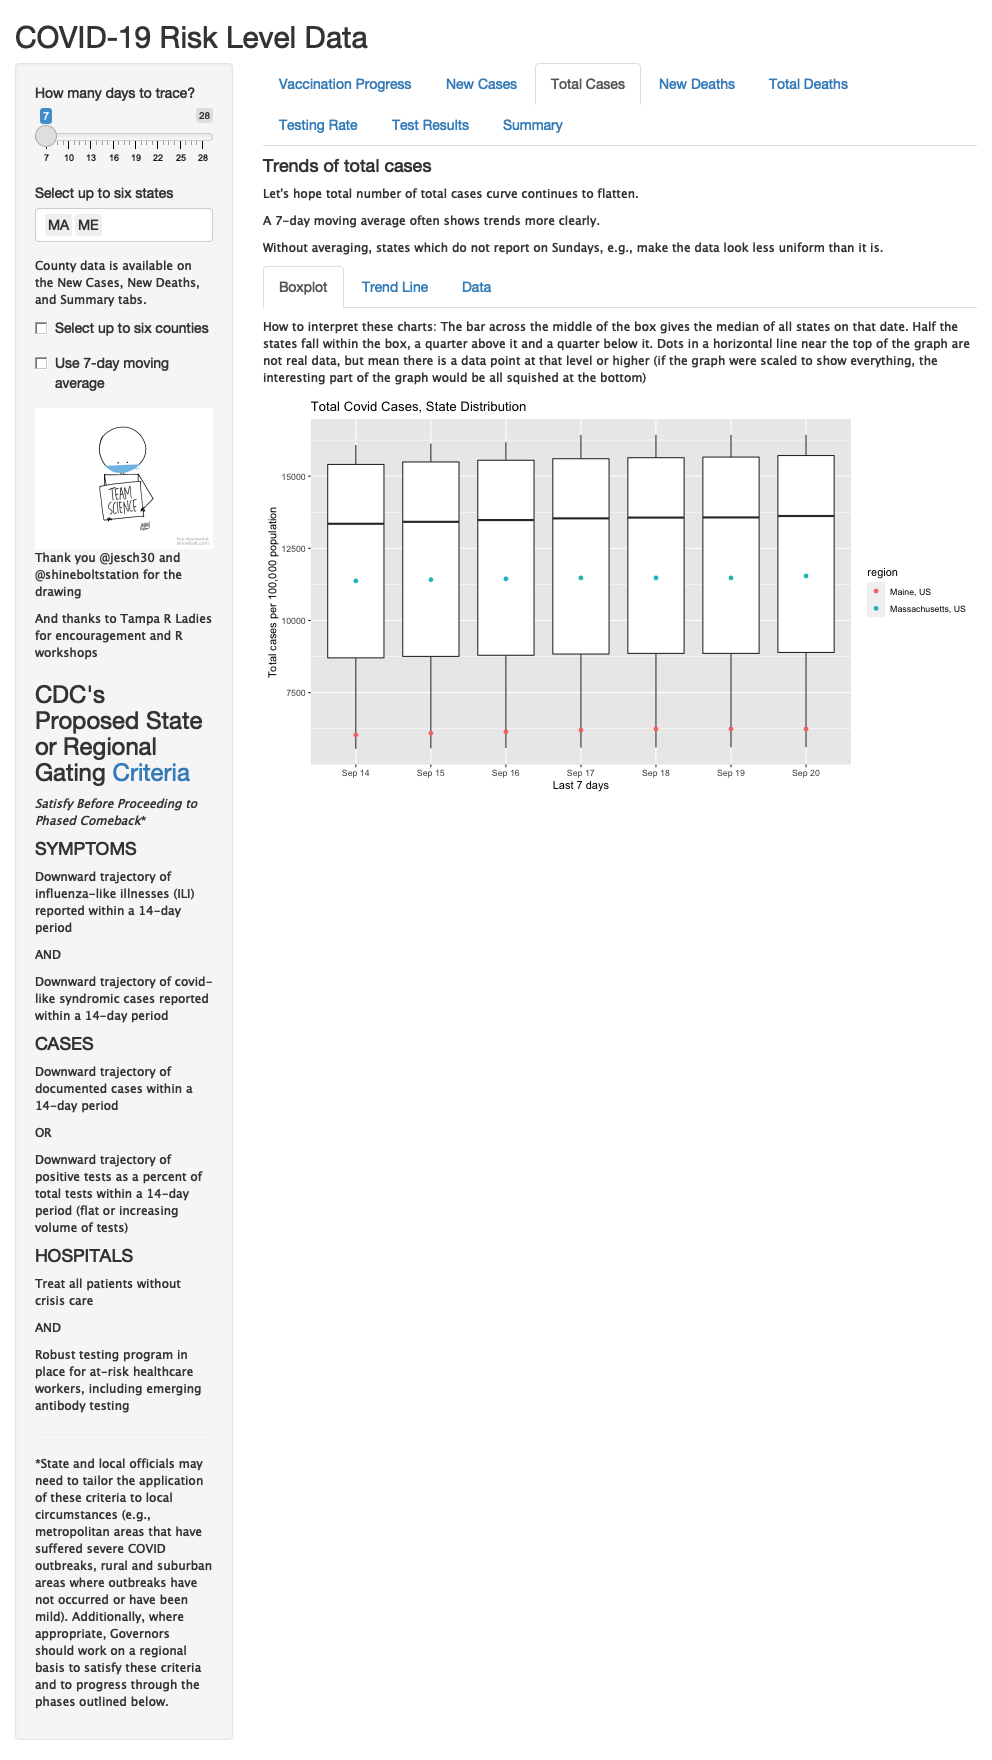 COVID-19 Risk Level Data
How many days to trace?
7 28
7 10 13 16 19 22 25 28
Select up to six states
MA ME
County data is available on
the New Cases, New Deaths,
and Summary tabs.
Select up to six counties
Use 7-day moving
average
TEAM
SCIENCE
free download at
shinebolt.com
Thank you @jesch30 and
@shineboltstation for the
drawing
And thanks to Tampa R Ladies
for encouragement and R
workshops
CDC's
Proposed State
or Regional
Gating Criteria
Satisfy Before Proceeding to
Phased Comeback*
SYMPTOMS
Downward trajectory of
influenza-like illnesses (ILI)
reported within a 14-day
period
AND
Downward trajectory of covid-
like syndromic cases reported
within a 14-day period
CASES
Downward trajectory of
documented cases within a
14-day period
OR
Downward trajectory of
positive tests as a percent of
total tests within a 14-day
period (flat or increasing
volume of tests)
HOSPITALS
Treat all patients without
crisis care
AND
Robust testing program in
place for at-risk healthcare
workers, including emerging
antibody testing
*State and local officials may
need to tailor the application
of these criteria to local
circumstances (e.g.,
metropolitan areas that have
suffered severe COVID
outbreaks, rural and suburban
areas where outbreaks have
not occurred or have been
mild). Additionally, where
appropriate, Governors
should work on a regional
basis to satisfy these criteria
and to progress through the
phases outlined below.
Vaccination Progress New Cases Total Cases New Deaths Total Deaths
Testing Rate Test Results Summary
Trends of total cases
Let's hope total number of total cases curve continues to flatten.
A 7-day moving average often shows trends more clearly.
Without averaging, states which do not report on Sundays, e.g., make the data look less uniform than it is.
Boxplot Trend Line Data
How to interpret these charts: The bar across the middle of the box gives the median of all states on that date. Half the
states fall within the box, a quarter above it and a quarter below it. Dots in a horizontal line near the top of the graph are
not real data, but mean there is a data point at that level or higher (if the graph were scaled to show everything, the
interesting part of the graph would be all squished at the bottom)
Total Covid Cases, State Distribution
Total cases per 100,000 population
15000
12500
10000
7500
Sep 14 Sep 15 Sep 16 Sep 17 Sep 18 Sep 19 Sep 20
Last 7 days
region
Maine, US
Massachusetts, US